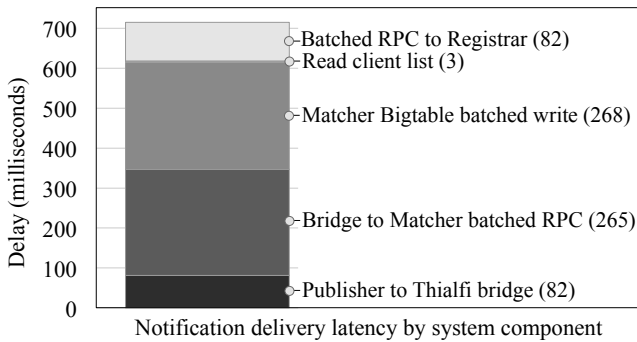 700
600
500
400
300
200
100
0
Delay (milliseconds)
Batched RPC to Registrar (82)
Read client list (3)
Matcher Bigtable batched write (268)
Bridge to Matcher batched RPC (265)
Publisher to Thialfi bridge (82)
Notification delivery latency by system component